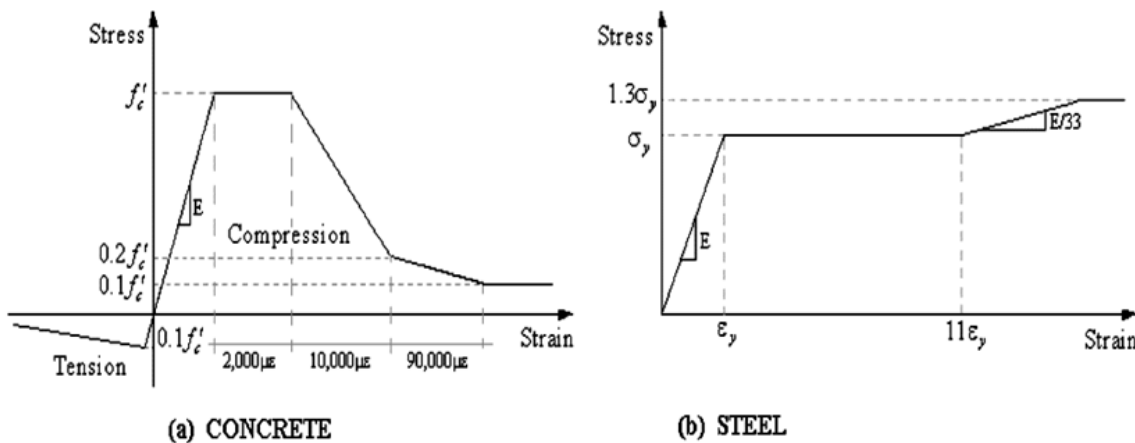 Stress
f'c
E
Compression
0.2f'c
0.1f'c
0.1f'c
Strain
Tension
2,000με
10,000με
90,000με
(a) CONCRETE
Stress
1.3σy
σy
E/33
E
εy
11εy
Strain
(b) STEEL